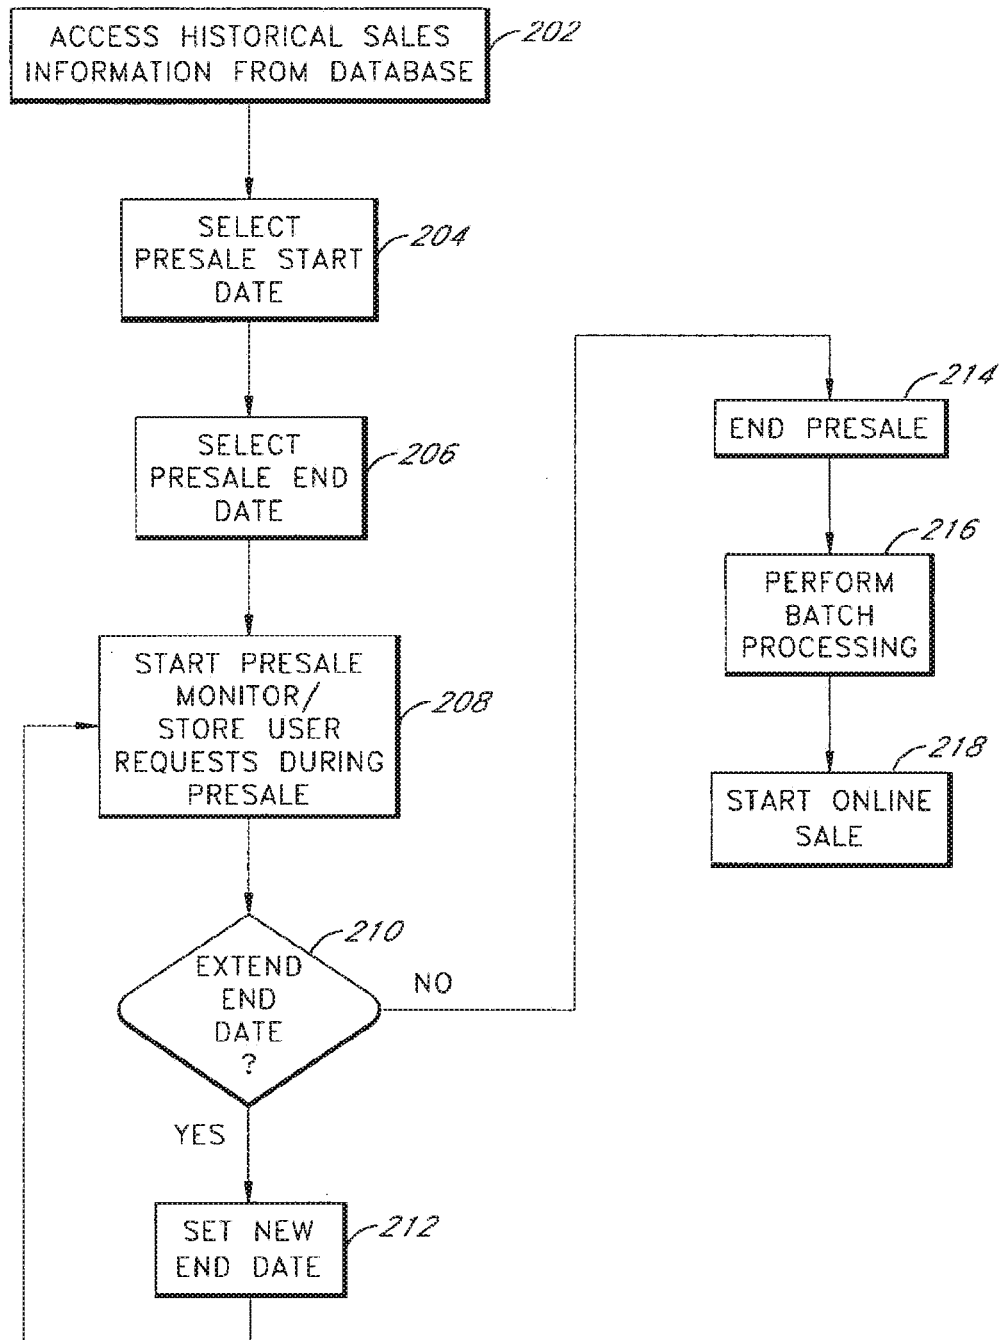 ACCESS HISTORICAL SALES
INFORMATION FROM DATABASE
202
SELECT
PRESALE START
DATE
204
SELECT
PRESALE END
DATE
206
START PRESALE
MONITOR/
STORE USER
REQUESTS DURING
PRESALE
208
EXTEND
END
DATE
?
210
NO
YES
SET NEW
END DATE
212
END PRESALE
214
PERFORM
BATCH
PROCESSING
216
START ONLINE
SALE
218